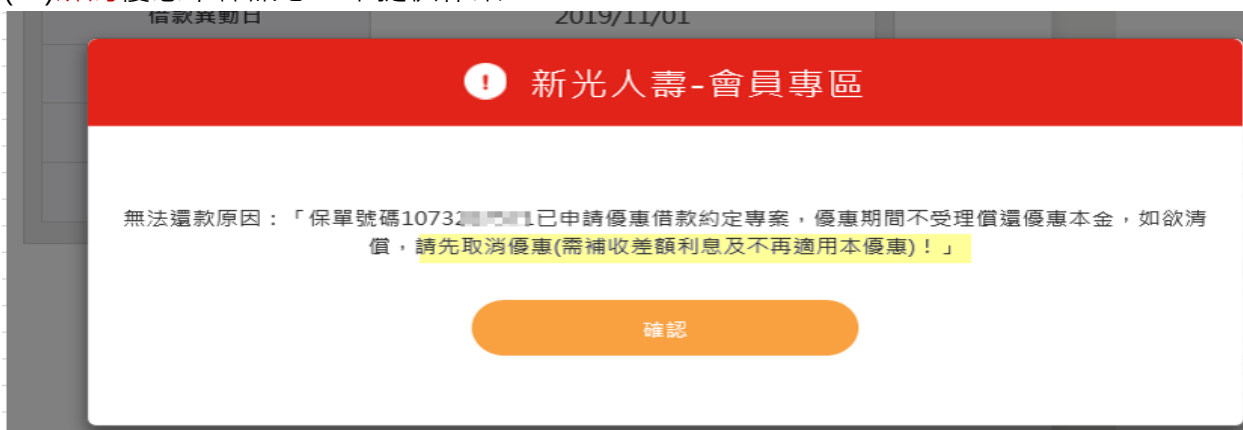 借款異動日 2019/11/01
新光人壽-會員專區
無法還款原因：「保單號碼10732 1已申請優惠借款約定專案，優惠期間不受理償還優惠本金，如欲清
償，請先取消優惠(需補收差額利息及不再適用本優惠)！」
確認